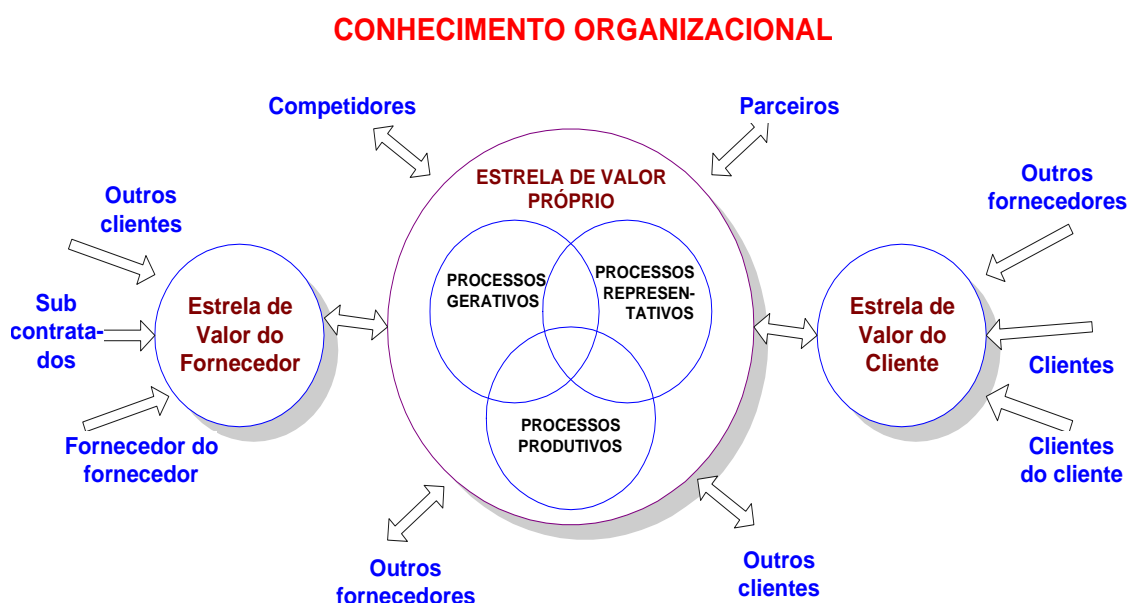 CONHECIMENTO ORGANIZACIONAL
Competidores
Parceiros
Outros
clientes
Sub
contrata-
dos
Fornecedor do
fornecedor
Estrela de
Valor do
Fornecedor
ESTRELA DE VALOR
PRÓPRIO
PROCESSOS
GERATIVOS
PROCESSOS
REPRESEN-
TATIVOS
PROCESSOS
PRODUTIVOS
Estrela de
Valor do
Cliente
Outros
fornecedores
Clientes
Clientes
do cliente
Outros
fornecedores
Outros
clientes